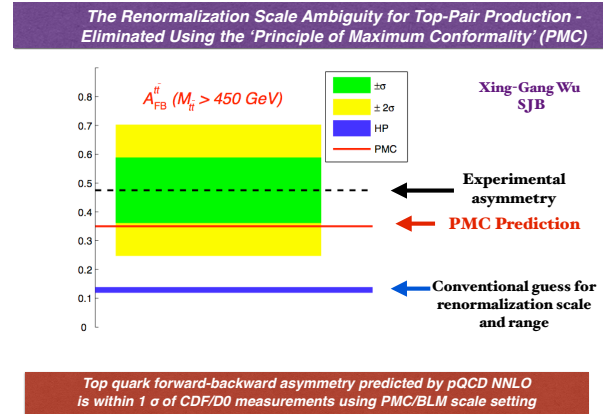 The Renormalization Scale Ambiguity for Top-Pair Production -
Eliminated Using the ‘Principle of Maximum Conformality’ (PMC)
A_FB^{tt̄} (M_{tt̄} > 450 GeV)
±σ
± 2σ
HP
PMC
Xing-Gang Wu
SJB
0.8
0.7
0.6
0.5
0.4
0.3
0.2
0.1
0
Experimental
asymmetry
PMC Prediction
Conventional guess for
renormalization scale
and range
Top quark forward-backward asymmetry predicted by pQCD NNLO
is within 1 σ of CDF/D0 measurements using PMC/BLM scale setting